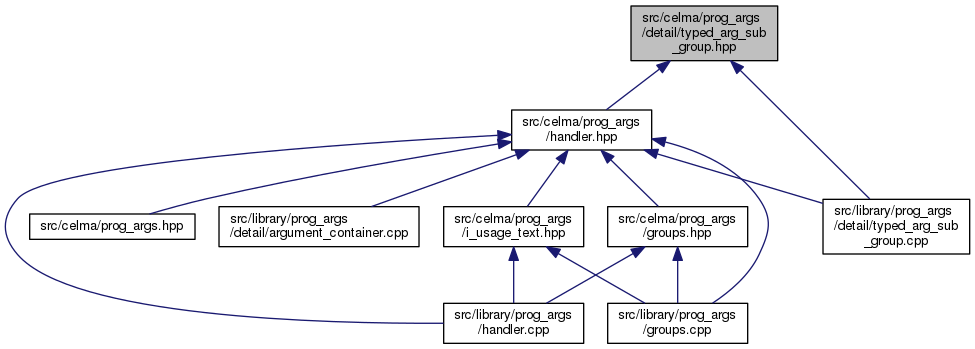 src/celma/prog_args
/detail/typed_arg_sub
_group.hpp
src/celma/prog_args
/handler.hpp
src/celma/prog_args.hpp
src/library/prog_args
/detail/argument_container.cpp
src/celma/prog_args
/i_usage_text.hpp
src/celma/prog_args
/groups.hpp
src/library/prog_args
/detail/typed_arg_sub
_group.cpp
src/library/prog_args
/handler.cpp
src/library/prog_args
/groups.cpp